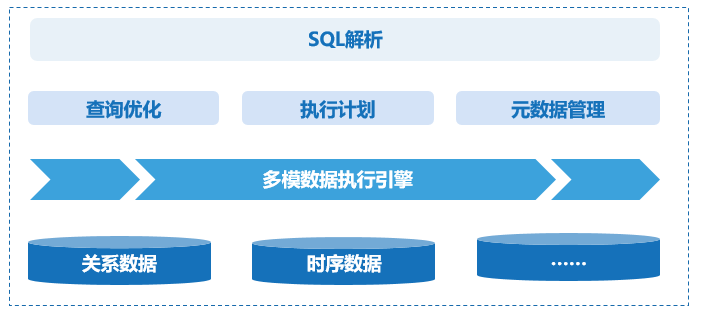 SQL解析
查询优化
执行计划
元数据管理
多模数据执行引擎
关系数据
时序数据
......